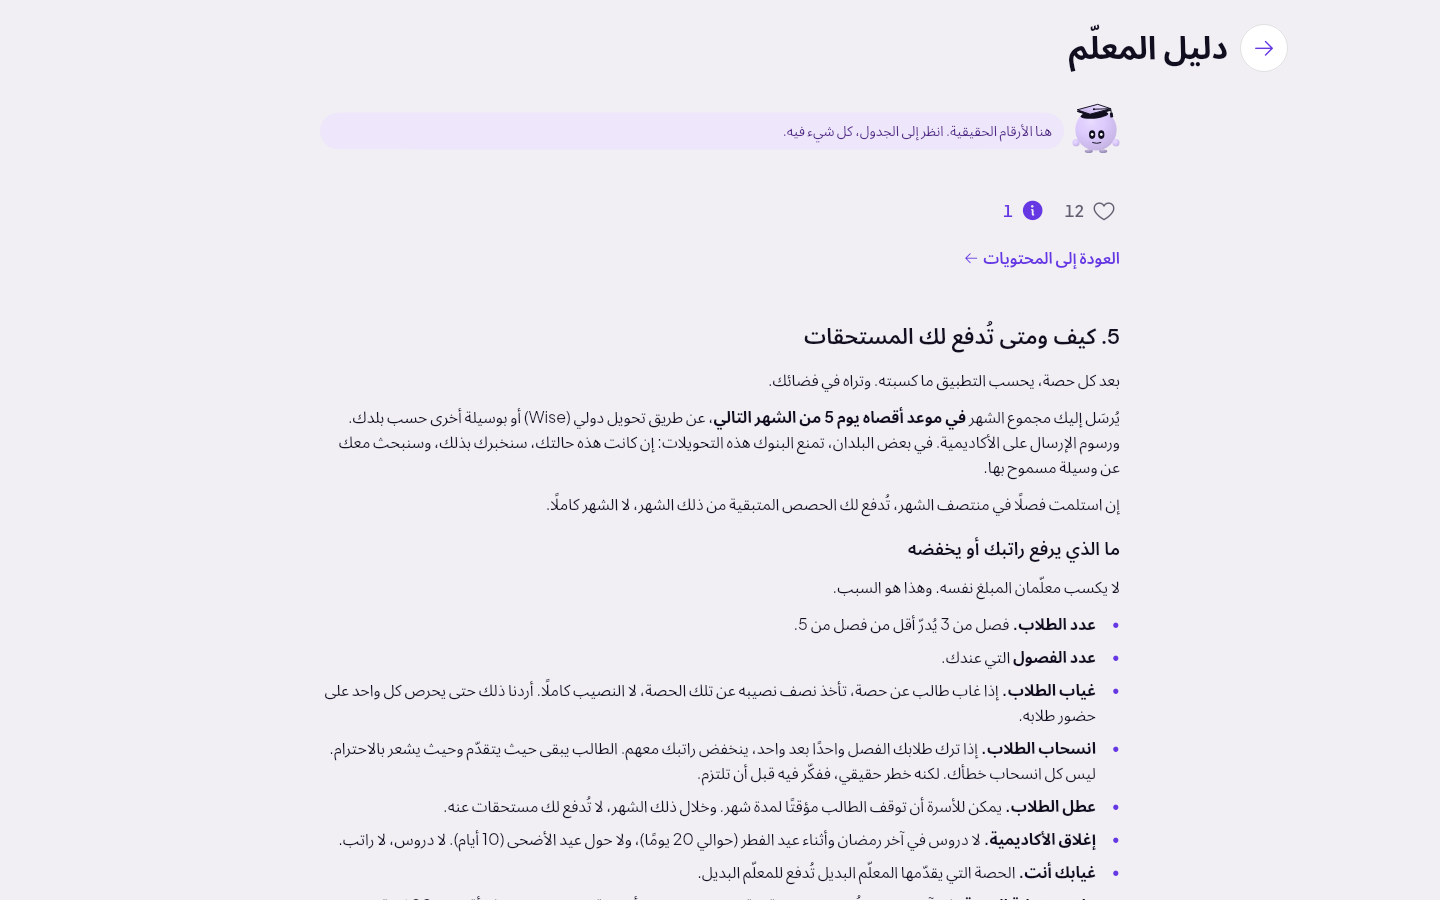 دليل المعلّم
هنا الأرقام الحقيقية. انظر إلى الجدول، كل شيء فيه.
12 1
العودة إلى المحتويات ←
5. كيف ومتى تُدفع لك المستحقات
بعد كل حصة، يحسب التطبيق ما كسبته. وتراه في فضائك.
يُرسَل إليك مجموع الشهر في موعد أقصاه يوم 5 من الشهر التالي، عن طريق تحويل دولي (Wise) أو بوسيلة أخرى حسب بلدك.
ورسوم الإرسال على الأكاديمية. في بعض البلدان، تمنع البنوك هذه التحويلات: إن كانت هذه حالتك، سنخبرك بذلك، وسنبحث معك
عن وسيلة مسموح بها.
إن استلمت فصلًا في منتصف الشهر، تُدفع لك الحصص المتبقية من ذلك الشهر، لا الشهر كاملًا.
ما الذي يرفع راتبك أو يخفضه
لا يكسب معلّمان المبلغ نفسه. وهذا هو السبب.
• عدد الطلاب. فصل من 3 يُدرّ أقل من فصل من 5.
• عدد الفصول التي عندك.
• غياب الطلاب. إذا غاب طالب عن حصة، تأخذ نصف نصيبه عن تلك الحصة، لا النصيب كاملًا. أردنا ذلك حتى يحرص كل واحد على
حضور طلابه.
• انسحاب الطلاب. إذا ترك طلابك الفصل واحدًا بعد واحد، ينخفض راتبك معهم. الطالب يبقى حيث يتقدّم وحيث يشعر بالاحترام.
ليس كل انسحاب خطأك. لكنه خطر حقيقي، ففكّر فيه قبل أن تلتزم.
• عطل الطلاب. يمكن للأسرة أن توقف الطالب مؤقتًا لمدة شهر. وخلال ذلك الشهر، لا تُدفع لك مستحقات عنه.
• إغلاق الأكاديمية. لا دروس في آخر رمضان وأثناء عيد الفطر (حوالي 20 يومًا)، ولا حول عيد الأضحى (10 أيام). لا دروس، لا راتب.
• غيابك أنت. الحصة التي يقدّمها المعلّم البديل تُدفع للمعلّم البديل.